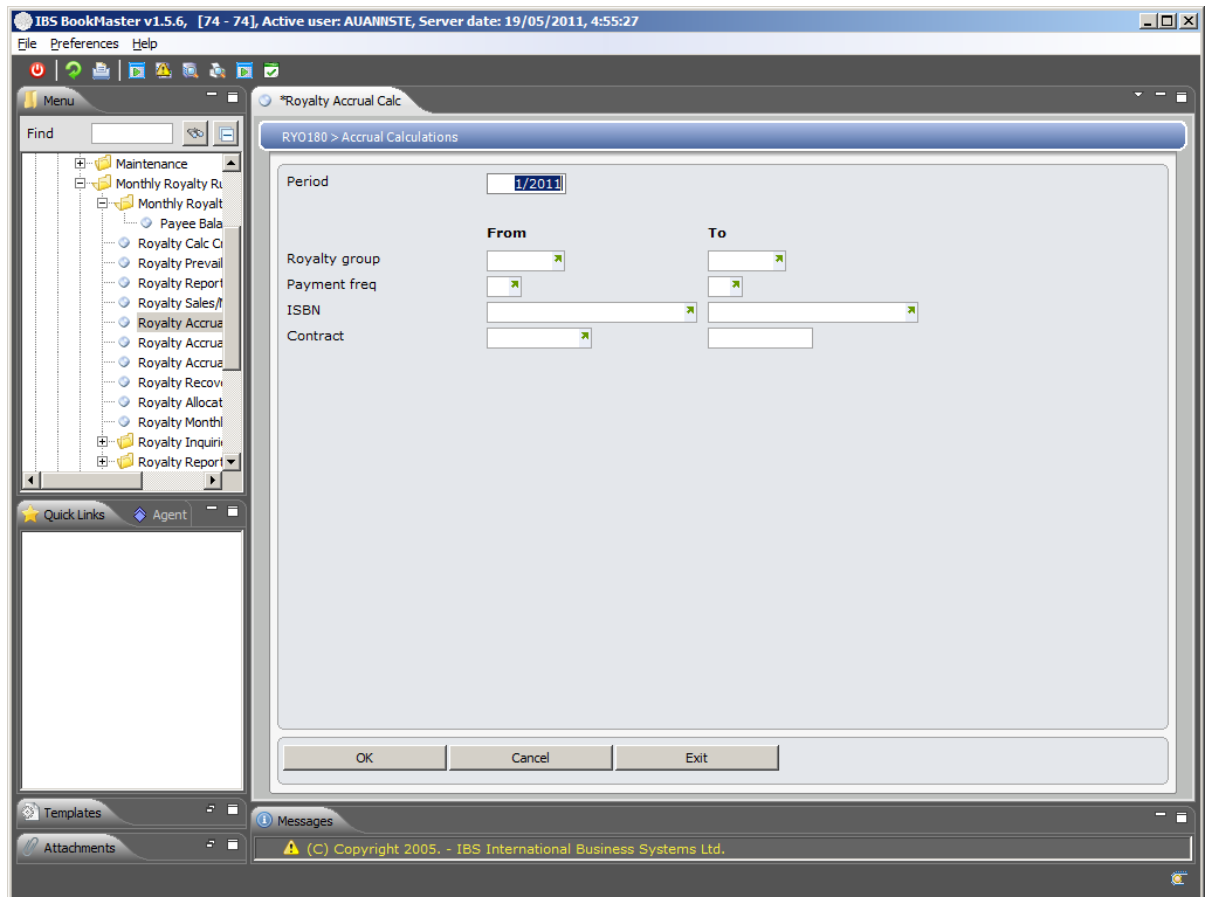 IBS BookMaster v1.5.6, [74 - 74], Active user: AUANNSTE, Server date: 19/05/2011, 4:55:27
File Preferences Help
Menu
Find
Maintenance
Monthly Royalty Ru
Monthly Royalt
Payee Bala
Royalty Calc Cr
Royalty Prevail
Royalty Report
Royalty Sales/
Royalty Accrua
Royalty Accrua
Royalty Accrua
Royalty Recove
Royalty Allocat
Royalty Monthl
Royalty Inquirie
Royalty Report
Quick Links Agent
Templates
Attachments
*Royalty Accrual Calc
RYO180 > Accrual Calculations
Period 1/2011
From To
Royalty group
Payment freq
ISBN
Contract
OK Cancel Exit
Messages
(C) Copyright 2005. - IBS International Business Systems Ltd.